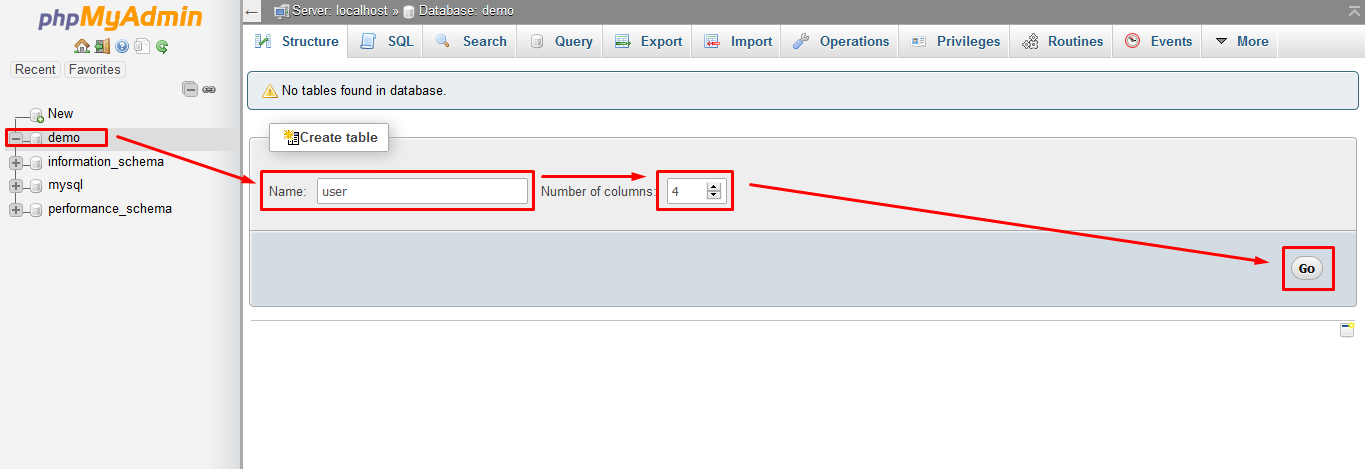 phpMyAdmin
Recent Favorites
New
demo
information_schema
mysql
performance_schema
Server: localhost » Database: demo
Structure SQL Search Query Export Import Operations Privileges Routines Events More
No tables found in database.
Create table
Name: user Number of columns: 4
Go